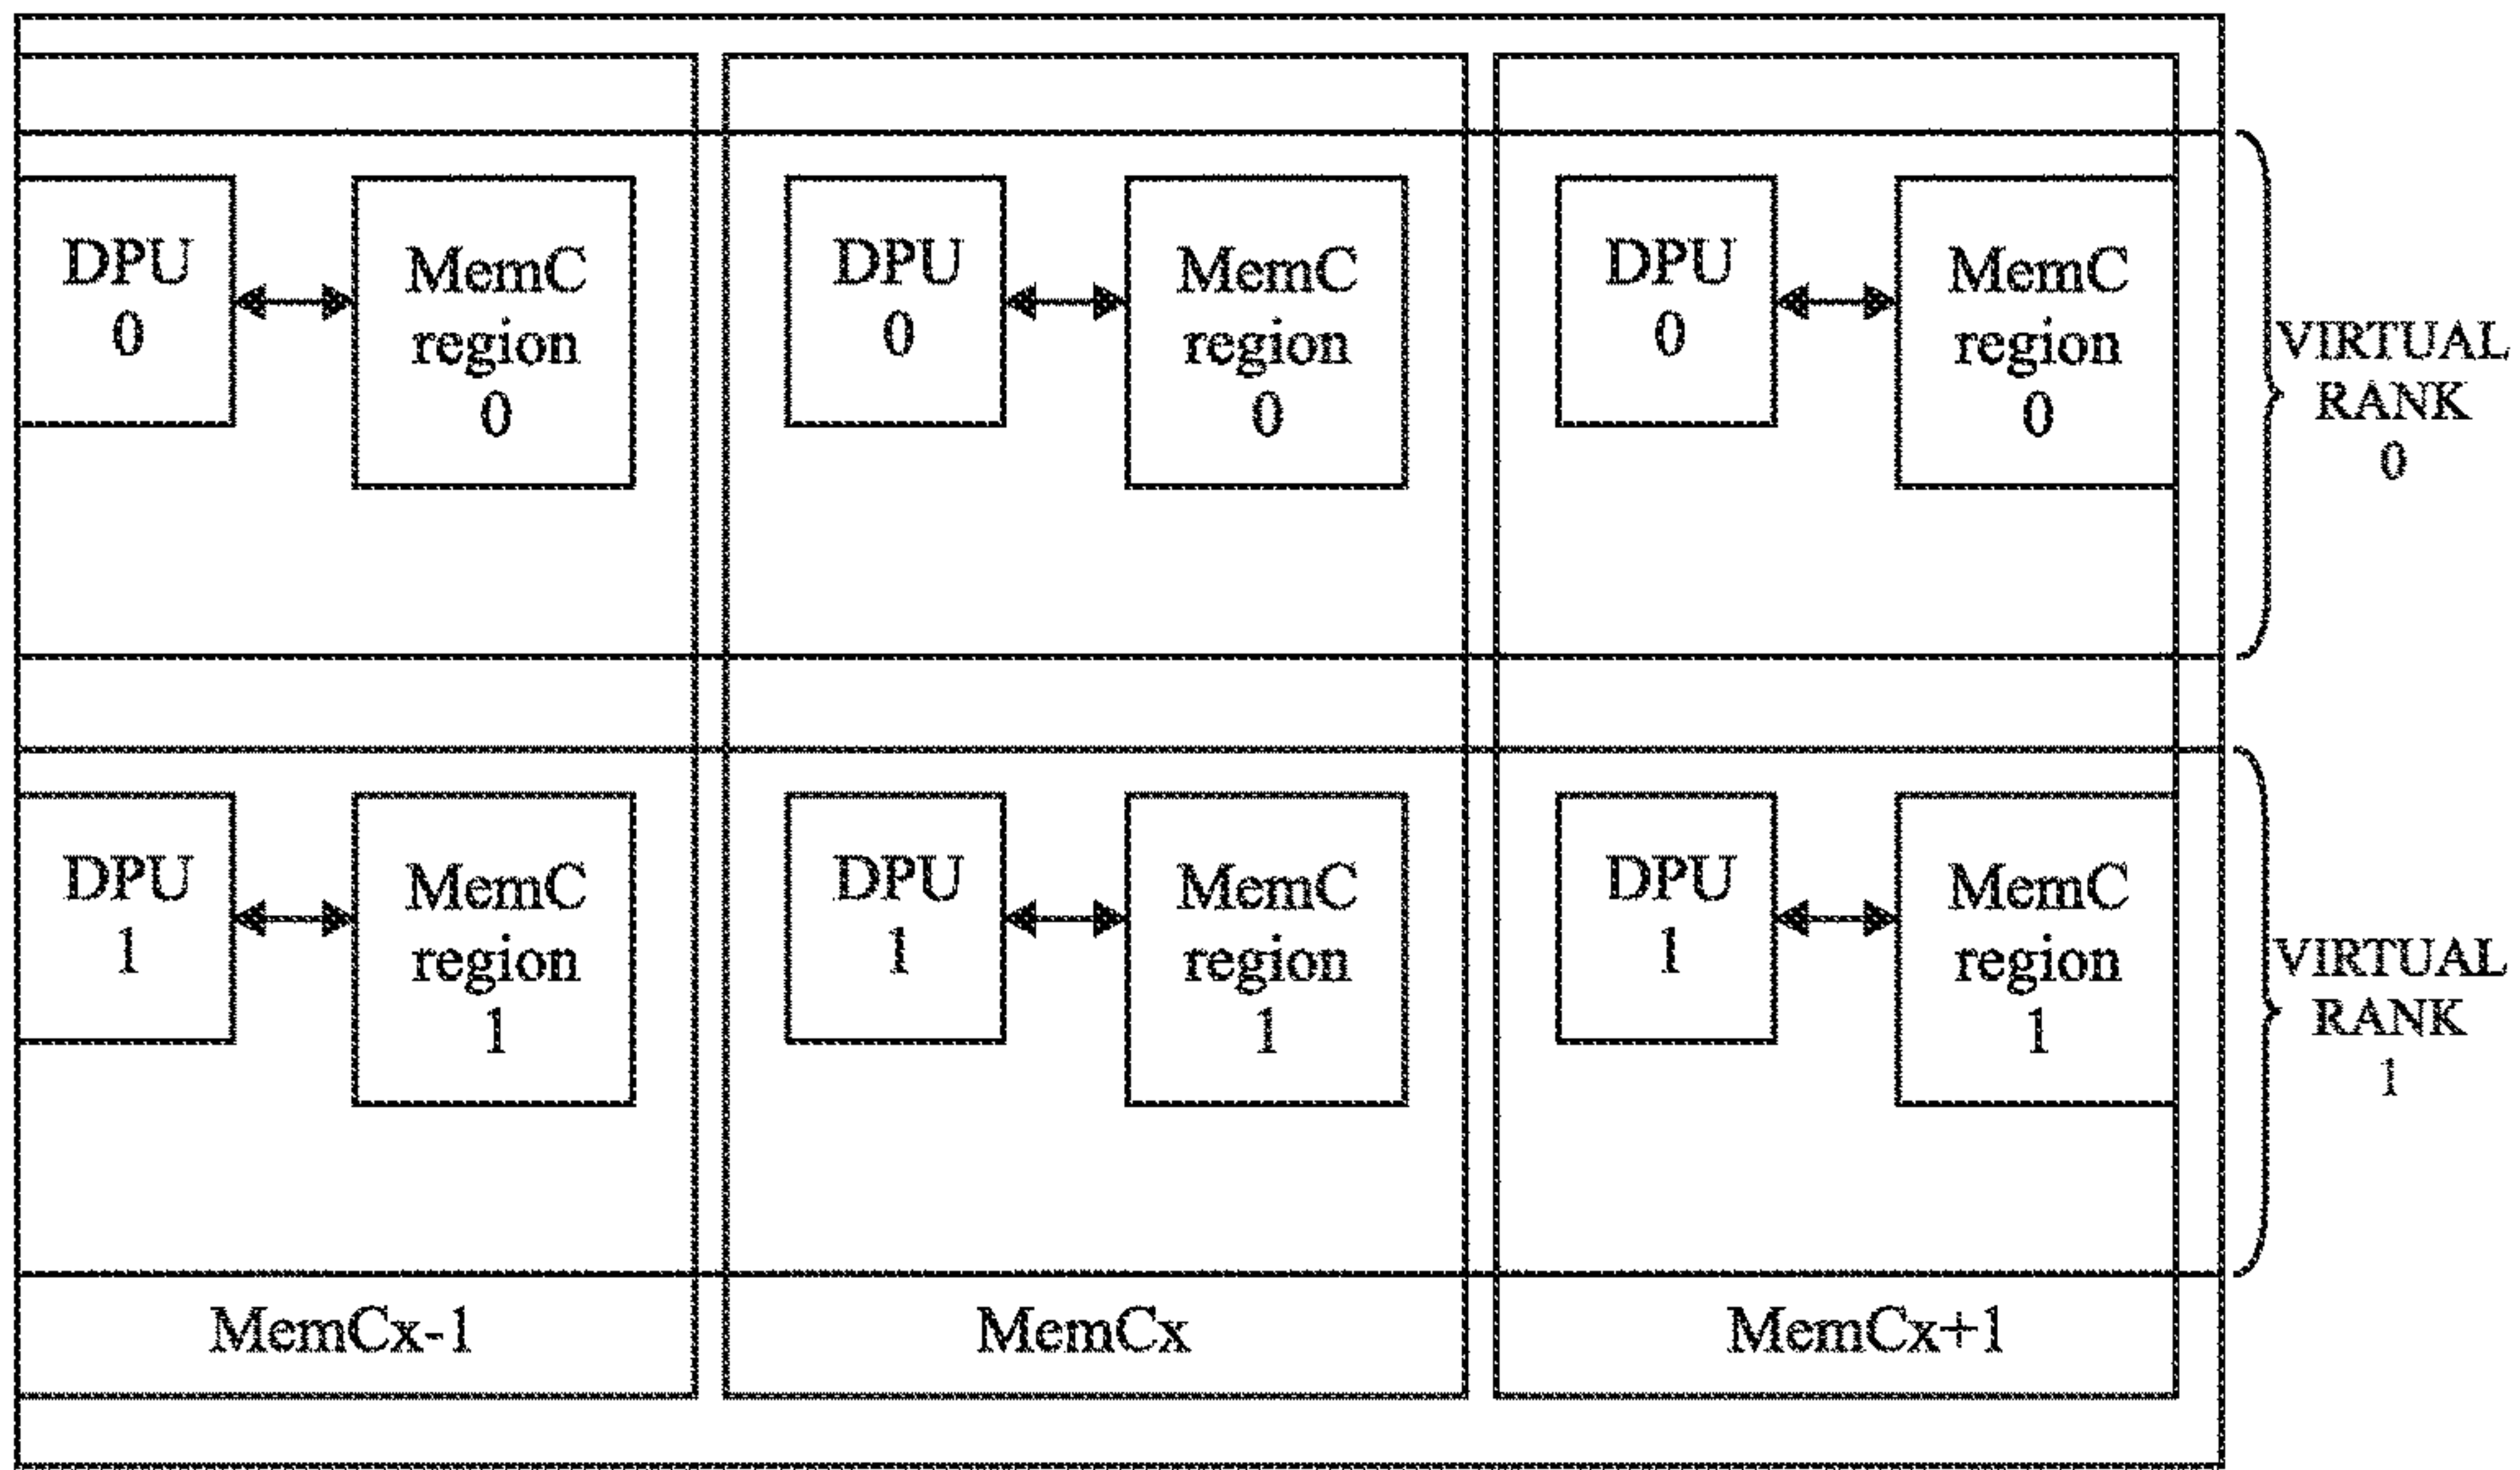 DPU
0
MemC
region
0
DPU
0
MemC
region
0
DPU
0
MemC
region
0
VIRTUAL
RANK
0
DPU
1
MemC
region
1
DPU
1
MemC
region
1
DPU
1
MemC
region
1
VIRTUAL
RANK
1
MemCx-1
MemCx
MemCx+1